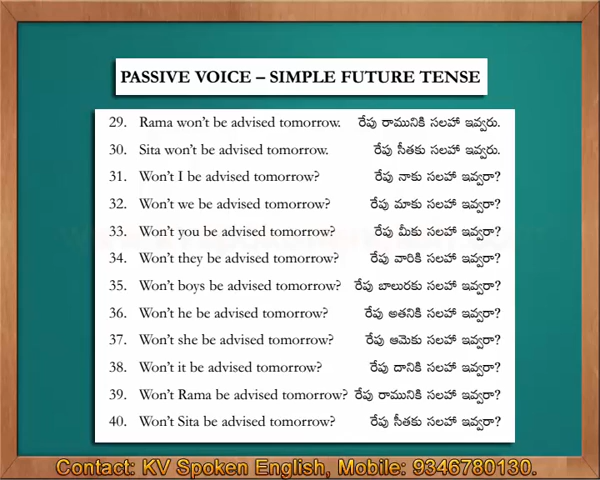 PASSIVE VOICE – SIMPLE FUTURE TENSE
29. Rama won't be advised tomorrow. రేపు రామునికి సలహా ఇవ్వరు.
30. Sita won't be advised tomorrow. రేపు సీతకు సలహా ఇవ్వరు.
31. Won't I be advised tomorrow? రేపు నాకు సలహా ఇవ్వరా?
32. Won't we be advised tomorrow? రేపు మాకు సలహా ఇవ్వరా?
33. Won't you be advised tomorrow? రేపు మీకు సలహా ఇవ్వరా?
34. Won't they be advised tomorrow? రేపు వారికి సలహా ఇవ్వరా?
35. Won't boys be advised tomorrow? రేపు బాలురకు సలహా ఇవ్వరా?
36. Won't he be advised tomorrow? రేపు అతనికి సలహా ఇవ్వరా?
37. Won't she be advised tomorrow? రేపు ఆమెకు సలహా ఇవ్వరా?
38. Won't it be advised tomorrow? రేపు దానికి సలహా ఇవ్వరా?
39. Won't Rama be advised tomorrow? రేపు రామునికి సలహా ఇవ్వరా?
40. Won't Sita be advised tomorrow? రేపు సీతకు సలహా ఇవ్వరా?
Contact: KV Spoken English, Mobile: 9346780130.